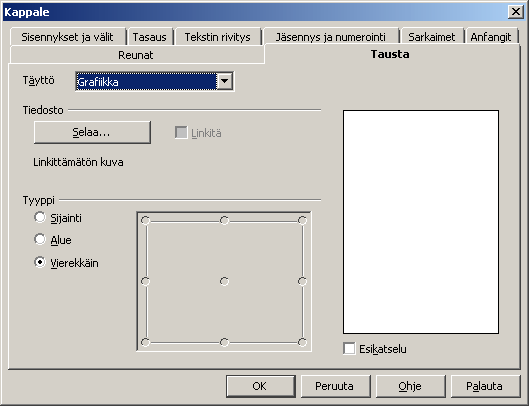 Kappale
Sisennykset ja välit Tasaus Tekstin rivitys Jäsennys ja numerointi Sarkaimet Anfangit
Reunat Tausta
Täyttö Grafiikka
Tiedosto
Selaa... Linkitä
Linkittämätön kuva
Tyyppi
Sijainti
Alue
Vierekkäin
Esikatselu
OK Peruuta Ohje Palauta